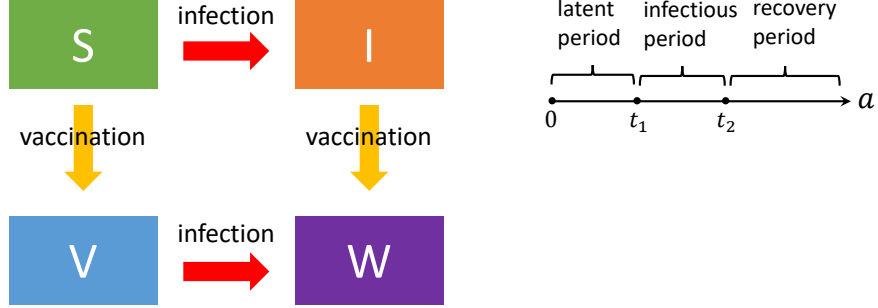 infection
S
I
vaccination
vaccination
infection
V
W
latent period
infectious period
recovery period
0
t₁
t₂
a